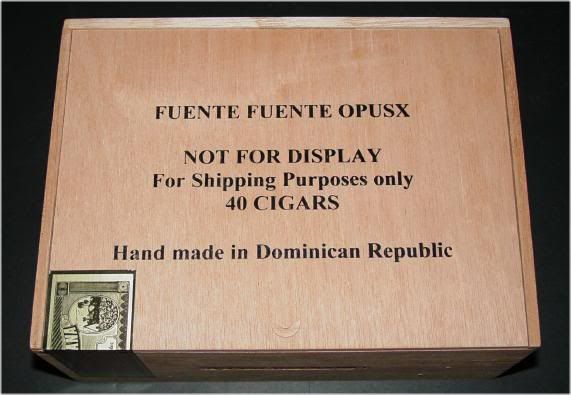 FUENTE FUENTE OPUSX
NOT FOR DISPLAY
For Shipping Purposes only
40 CIGARS
Hand made in Dominican Republic